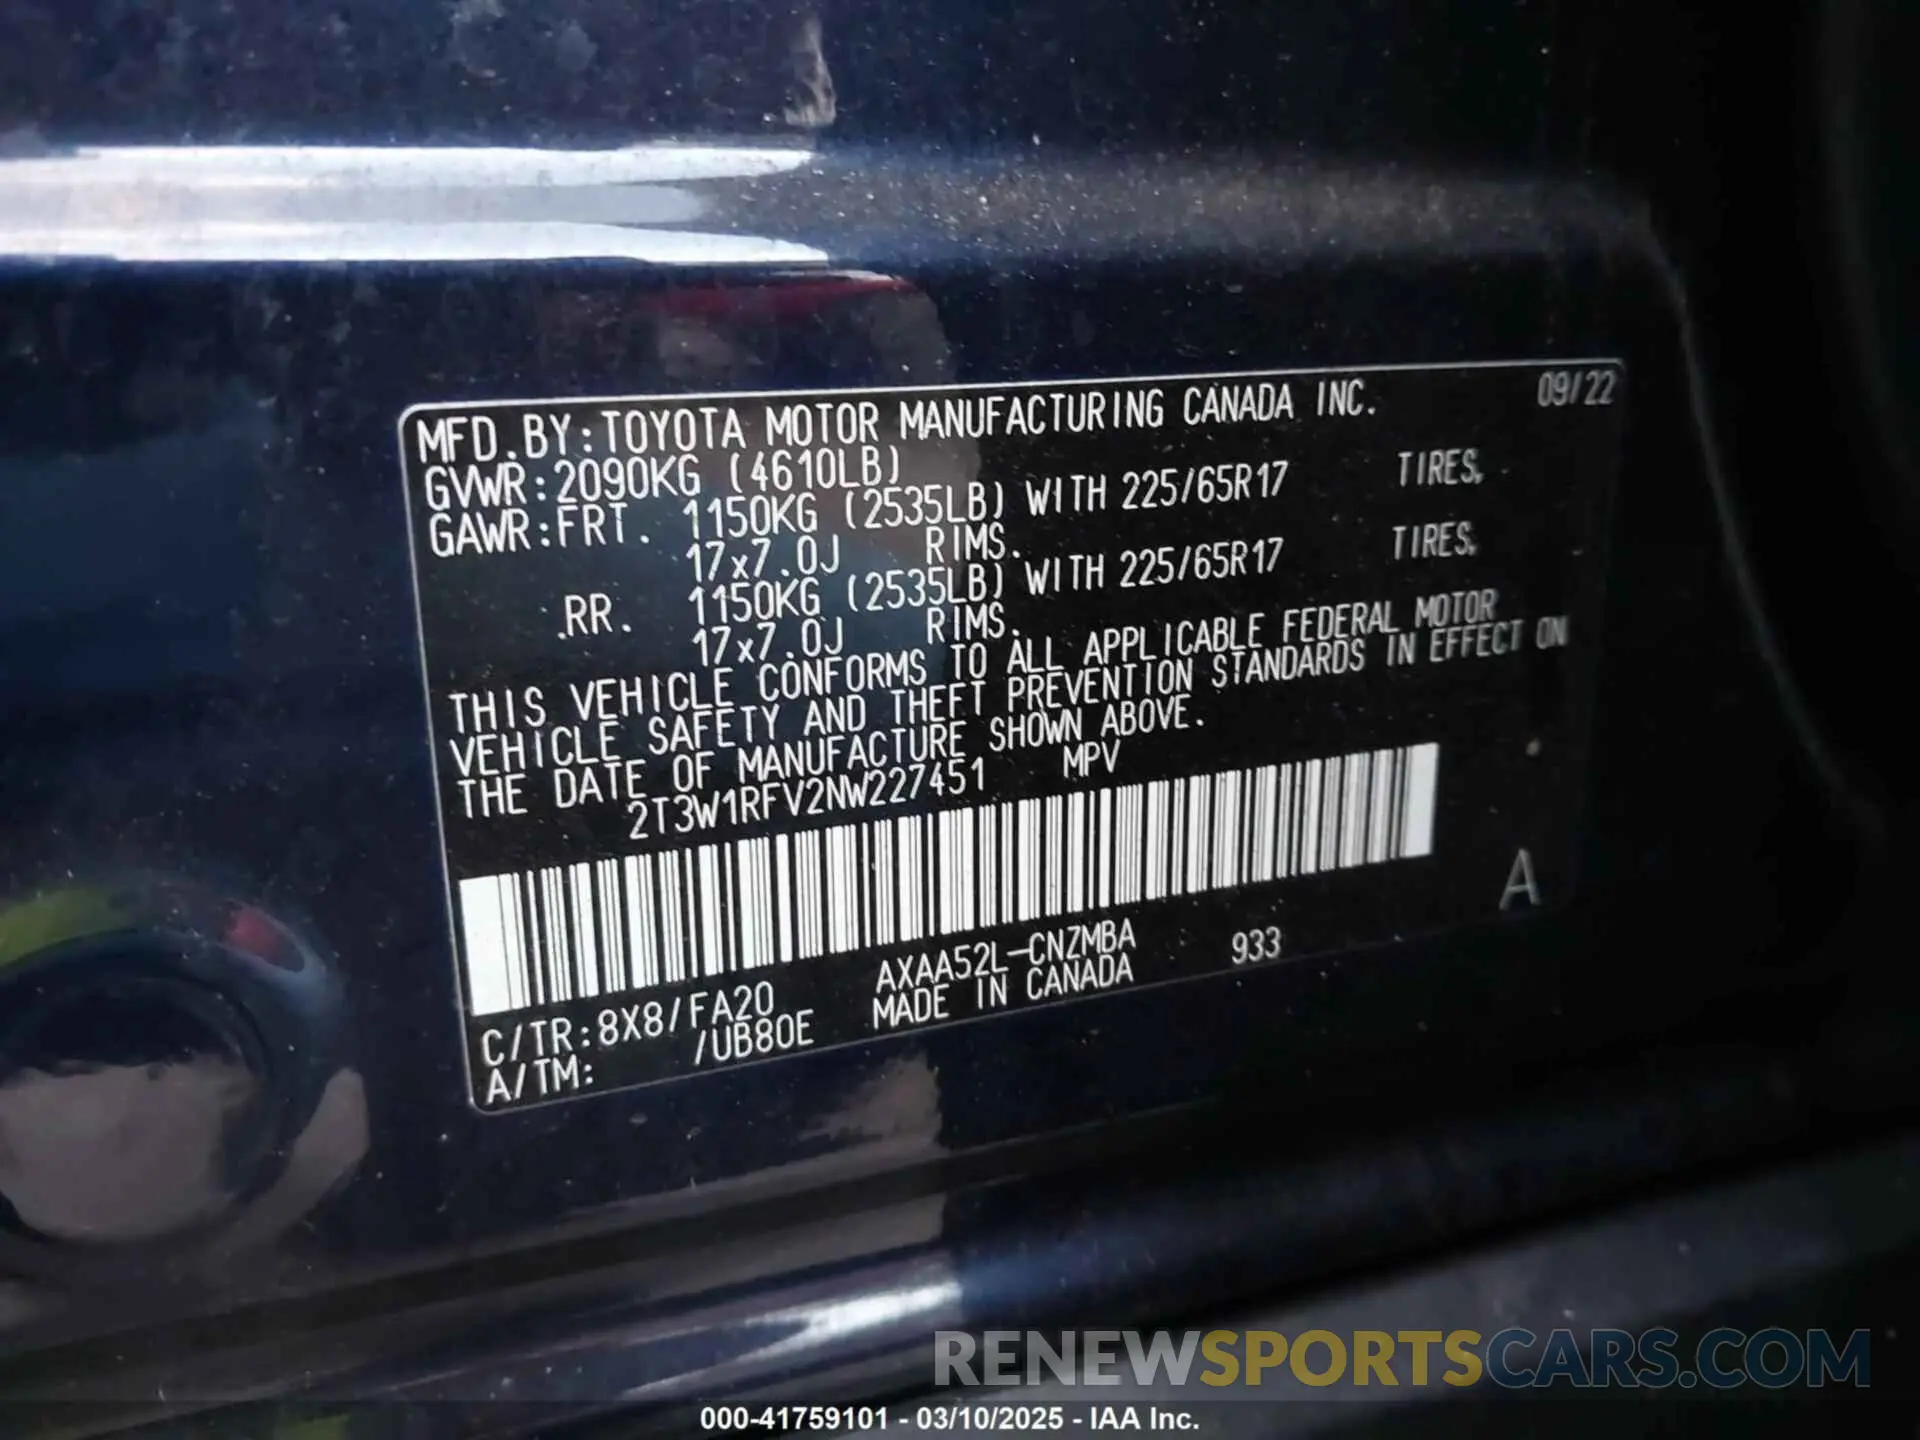 MFD.BY:TOYOTA MOTOR MANUFACTURING CANADA INC. 09/22
GVWR:2090KG (4610LB)
GAWR:FRT. 1150KG (2535LB) WITH 225/65R17 TIRES,
17x7.0J RIMS.
RR. 1150KG (2535LB) WITH 225/65R17 TIRES,
17x7.0J RIMS.
THIS VEHICLE CONFORMS TO ALL APPLICABLE FEDERAL MOTOR
VEHICLE SAFETY AND THEFT PREVENTION STANDARDS IN EFFECT ON
THE DATE OF MANUFACTURE SHOWN ABOVE.
2T3W1RFV2NW227451 MPV
A
AXAA52L-CNZMBA 933
C/TR:8X8/FA20 MADE IN CANADA
A/TM: /UB80E
RENEWSPORTSCARS.COM
000-41759101 - 03/10/2025 - IAA Inc.